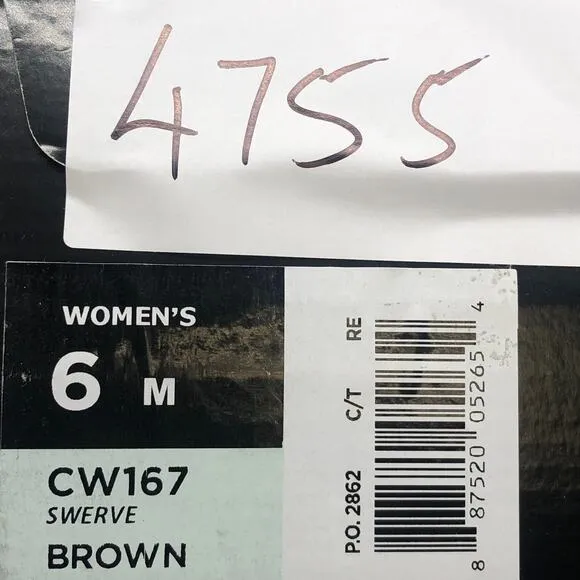 4755
WOMEN'S
6 M
CW167
SWERVE
BROWN
P.O. 2862 C/T RE
8 87520 05265 4